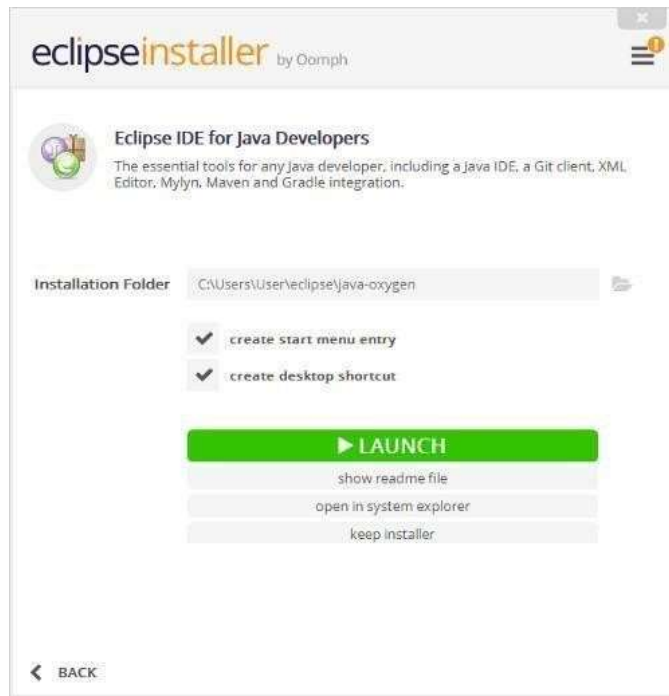 eclipseinstaller by Oomph
Eclipse IDE for Java Developers
The essential tools for any Java developer, including a Java IDE, a Git client, XML
Editor, Mylyn, Maven and Gradle integration.
Installation Folder C:\Users\User\eclipse\java-oxygen
create start menu entry
create desktop shortcut
LAUNCH
show readme file
open in system explorer
keep installer
BACK